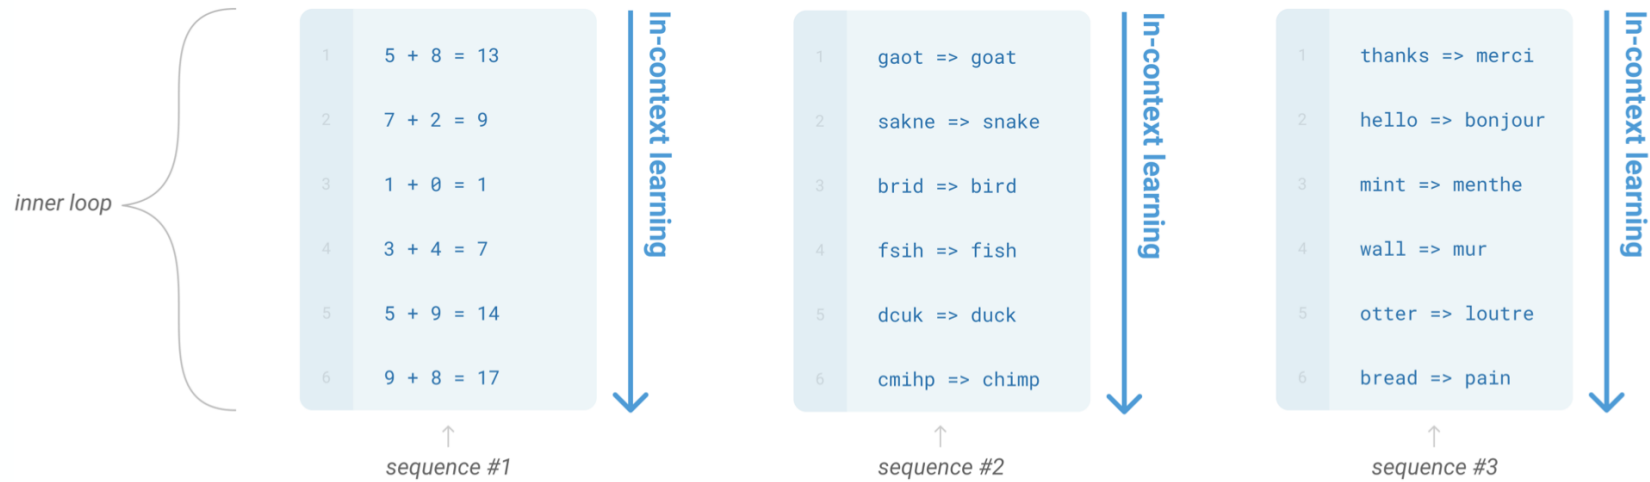 inner loop
1 5 + 8 = 13
2 7 + 2 = 9
3 1 + 0 = 1
4 3 + 4 = 7
5 5 + 9 = 14
6 9 + 8 = 17
In-context learning
sequence #1
1 gaot => goat
2 sakne => snake
3 brid => bird
4 fsih => fish
5 dcuk => duck
6 cmihp => chimp
In-context learning
sequence #2
1 thanks => merci
2 hello => bonjour
3 mint => menthe
4 wall => mur
5 otter => loutre
6 bread => pain
In-context learning
sequence #3